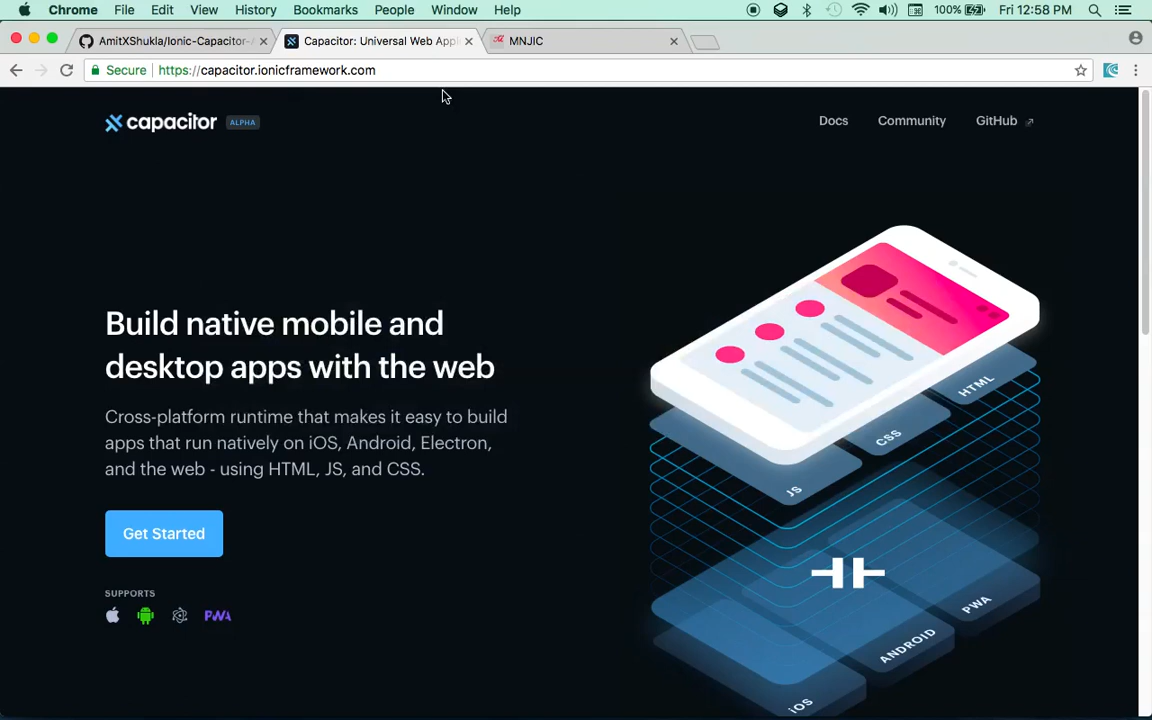 Chrome File Edit View History Bookmarks People Window Help 100% Fri 12:58 PM
AmitXShukla/Ionic-Capacitor-
Capacitor: Universal Web Appli
MNJIC
Secure https://capacitor.ionicframework.com
capacitor ALPHA
Docs Community GitHub
Build native mobile and
desktop apps with the web
Cross-platform runtime that makes it easy to build
apps that run natively on iOS, Android, Electron,
and the web - using HTML, JS, and CSS.
Get Started
SUPPORTS
PWA
HTML
CSS
JS
PWA
ANDROID
iOS